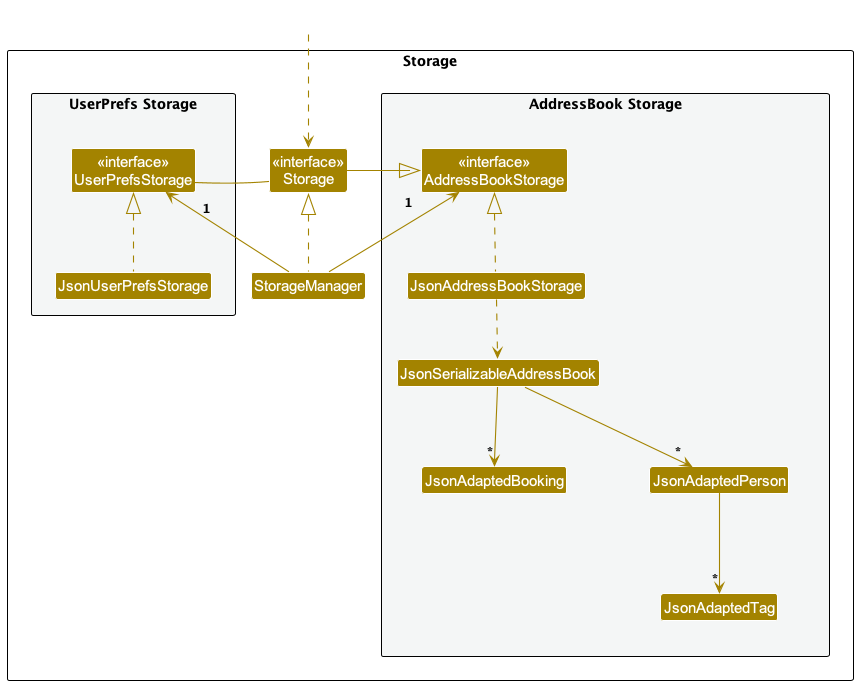 Storage
UserPrefs Storage
AddressBook Storage
«interface»
UserPrefsStorage
«interface»
Storage
«interface»
AddressBookStorage
1
1
JsonUserPrefsStorage
StorageManager
JsonAddressBookStorage
JsonSerializableAddressBook
*
*
JsonAdaptedBooking
JsonAdaptedPerson
*
JsonAdaptedTag